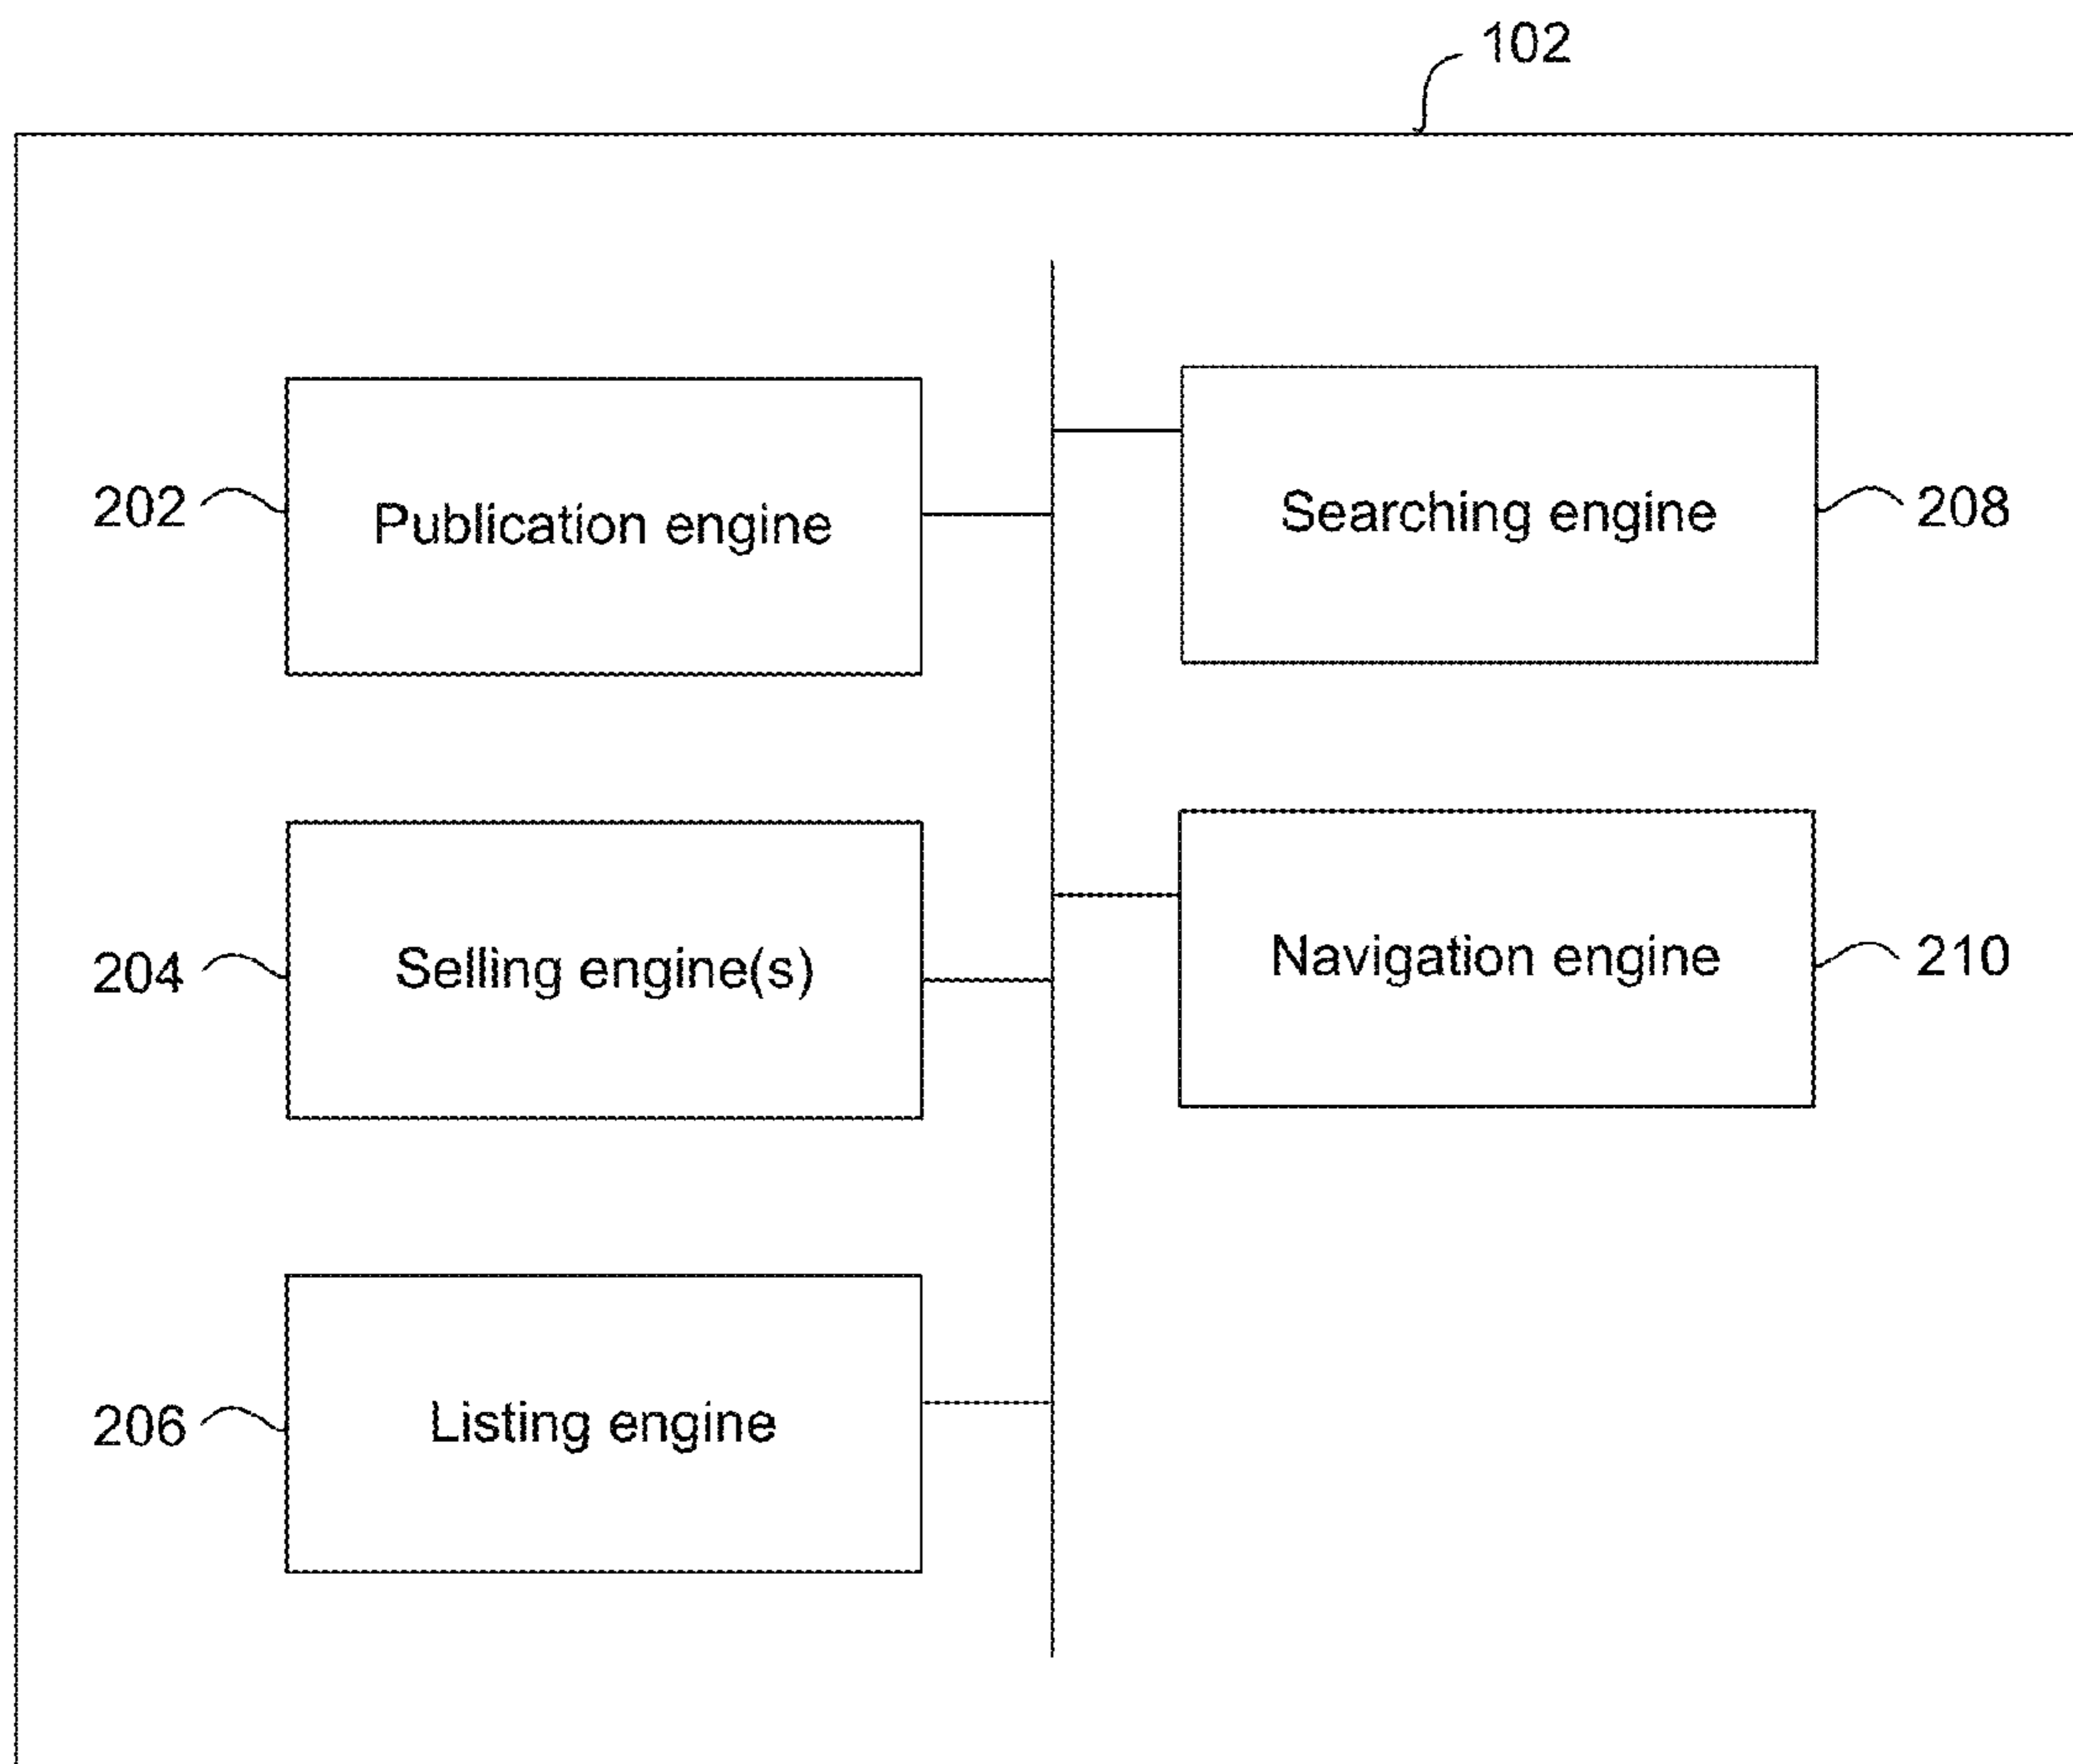 102
202
Publication engine
Searching engine
208
204
Selling engine(s)
Navigation engine
210
206
Listing engine